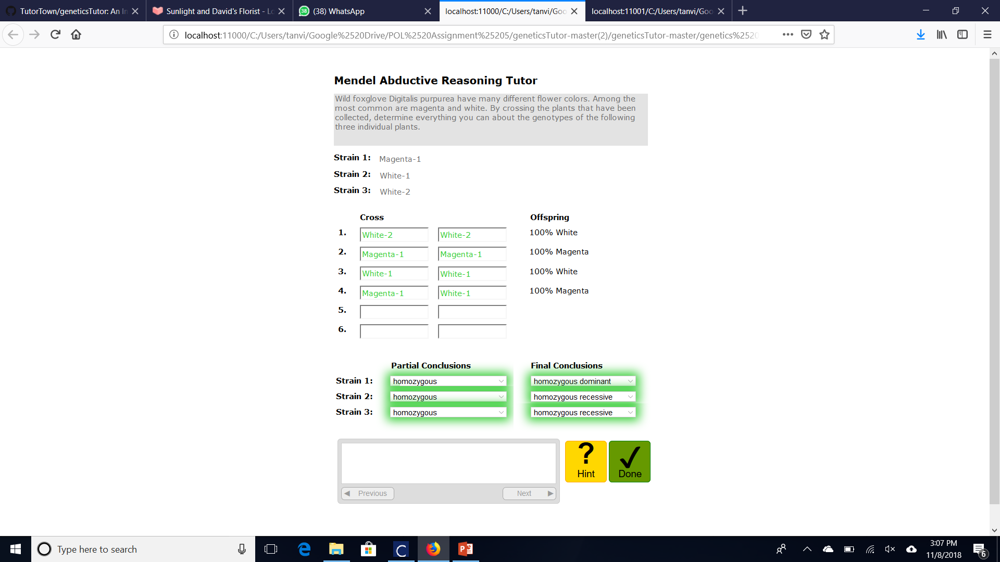 TutorTown/geneticsTutor: An In
Sunlight and David's Florist - Lo
(38) WhatsApp
localhost:11000/C:/Users/tanvi/Goo
localhost:11001/C:/Users/tanvi/Goo
localhost:11000/C:/Users/tanvi/Google%2520Drive/POL%2520Assignment%25205/geneticsTutor-master(2)/geneticsTutor-master/genetics%2520
Mendel Abductive Reasoning Tutor
Wild foxglove Digitalis purpurea have many different flower colors. Among the
most common are magenta and white. By crossing the plants that have been
collected, determine everything you can about the genotypes of the following
three individual plants.
Strain 1: Magenta-1
Strain 2: White-1
Strain 3: White-2
Cross Offspring
1. White-2 White-2 100% White
2. Magenta-1 Magenta-1 100% Magenta
3. White-1 White-1 100% White
4. Magenta-1 White-1 100% Magenta
5.
6.
Partial Conclusions Final Conclusions
Strain 1: homozygous homozygous dominant
Strain 2: homozygous homozygous recessive
Strain 3: homozygous homozygous recessive
? Hint
Done
Previous Next
Type here to search
3:07 PM
11/8/2018
6